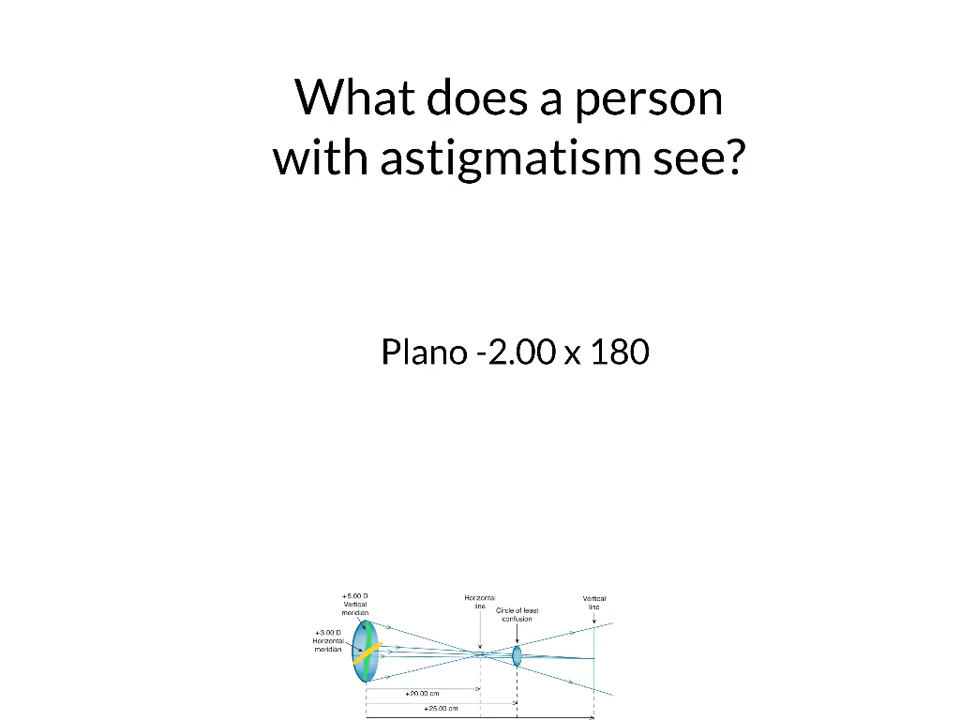 What does a person
with astigmatism see?
Plano -2.00 x 180
+5.00 D
Vertical
meridian
+3.00 D
Horizontal
meridian
Horizontal
line
Circle of least
confusion
Vertical
line
+20.00 cm
+25.00 cm